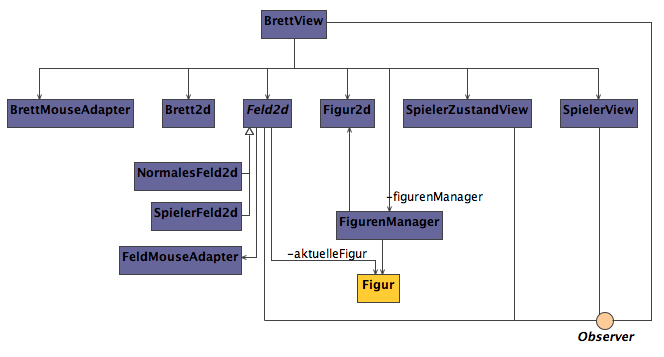 BrettView
BrettMouseAdapter
Brett2d
Feld2d
Figur2d
SpielerZustandView
SpielerView
NormalesFeld2d
-figurenManager
SpielerFeld2d
FigurenManager
FeldMouseAdapter
-aktuelleFigur
Figur
Observer